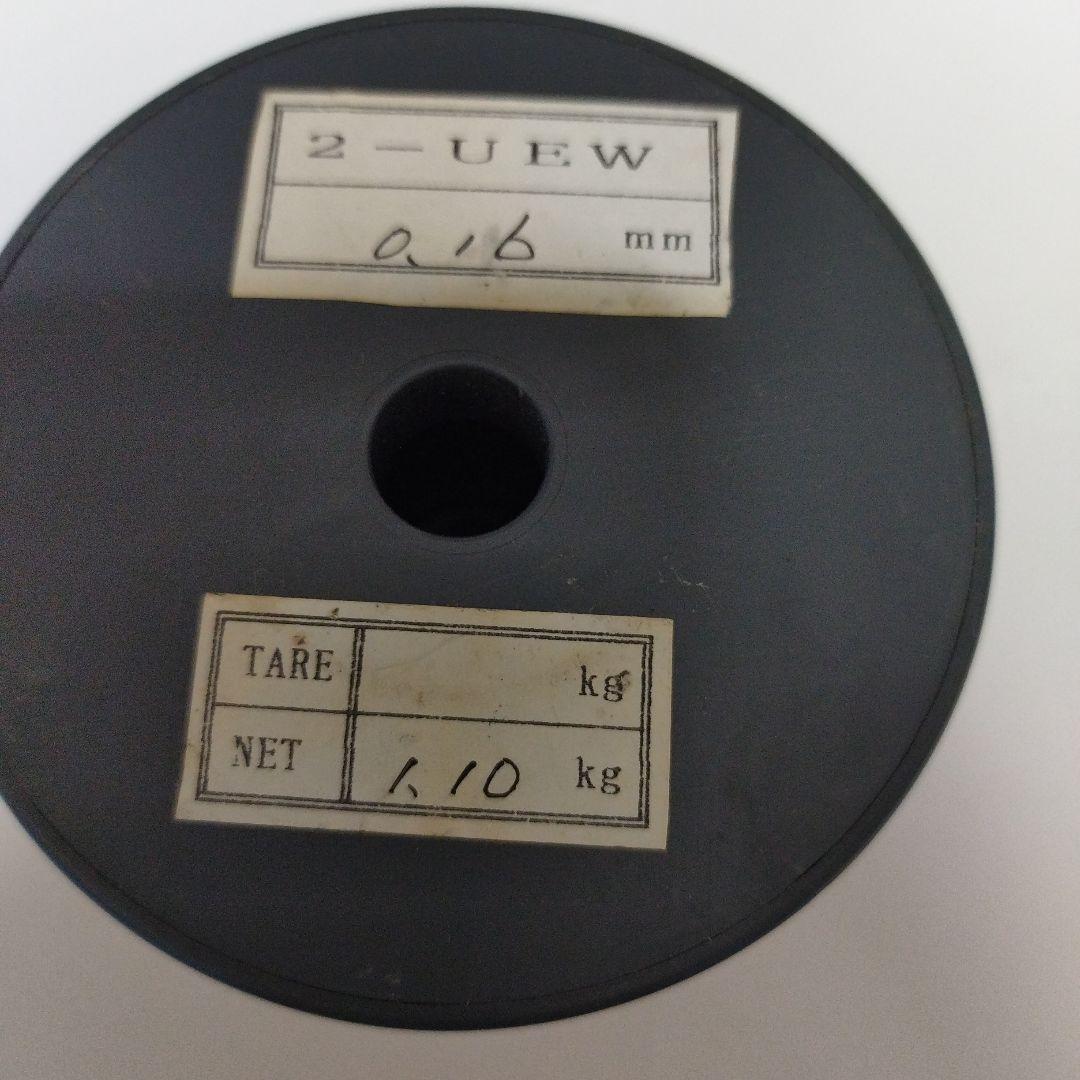 2-UEW
0.16 mm
TARE kg
NET 1.10 kg